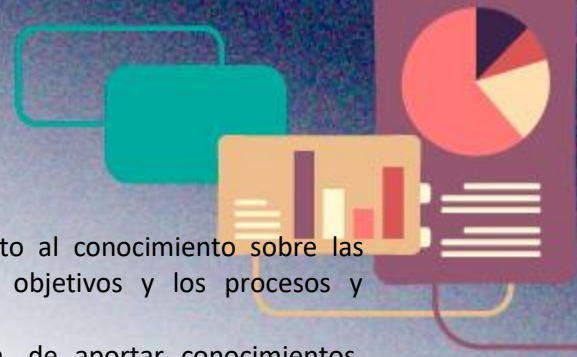 to al conocimiento sobre las
objetivos y los procesos y
de aportar conocimientos